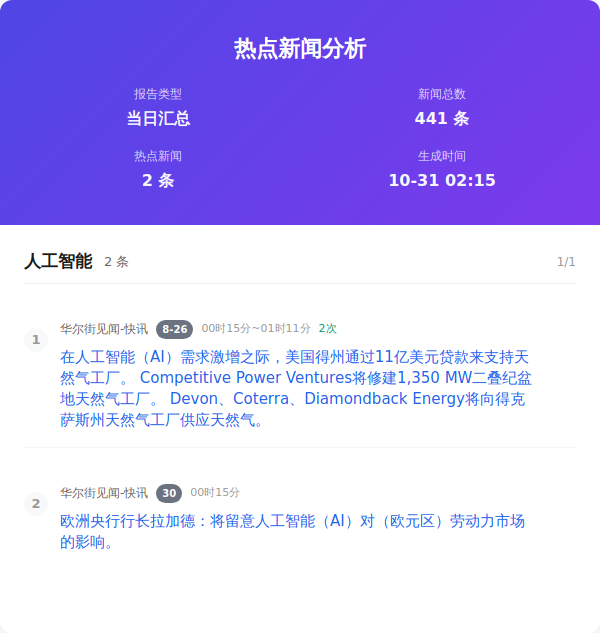 热点新闻分析
报告类型
新闻总数
当日汇总
441 条
热点新闻
生成时间
2 条
10-31 02:15
人工智能 2 条 1/1
1 华尔街见闻-快讯 8-26 00时15分~01时11分 2次
在人工智能（AI）需求激增之际，美国得州通过11亿美元贷款来支持天
然气工厂。 Competitive Power Ventures将修建1,350 MW二叠纪盆
地天然气工厂。 Devon、Coterra、Diamondback Energy将向得克
萨斯州天然气工厂供应天然气。
2 华尔街见闻-快讯 30 00时15分
欧洲央行行长拉加德：将留意人工智能（AI）对（欧元区）劳动力市场
的影响。